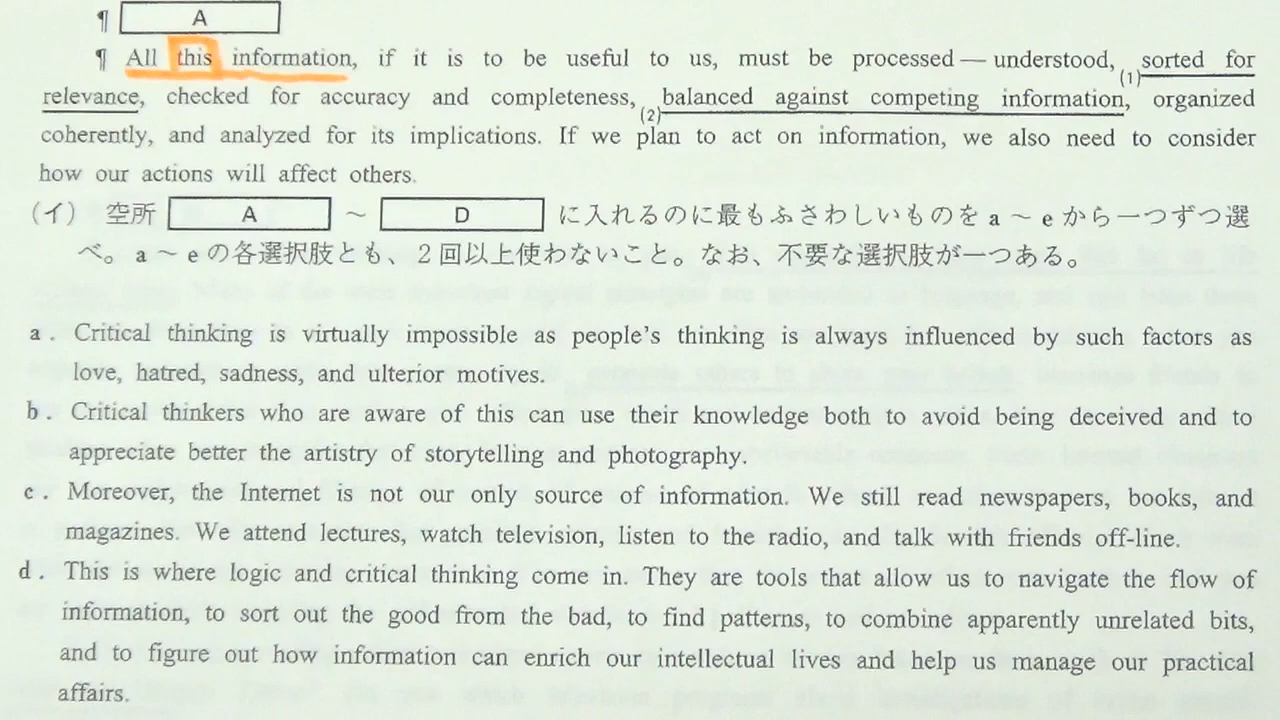 ¶ A
¶ All this information, if it is to be useful to us, must be processed — understood, (1)sorted for
relevance, checked for accuracy and completeness, (2)balanced against competing information, organized
coherently, and analyzed for its implications. If we plan to act on information, we also need to consider
how our actions will affect others.
(イ) 空所 A ～ D に入れるのに最もふさわしいものを a ～ e から一つずつ選
べ。a ～ e の各選択肢とも、2 回以上使わないこと。なお、不要な選択肢が一つある。
a . Critical thinking is virtually impossible as people's thinking is always influenced by such factors as
love, hatred, sadness, and ulterior motives.
b . Critical thinkers who are aware of this can use their knowledge both to avoid being deceived and to
appreciate better the artistry of storytelling and photography.
c . Moreover, the Internet is not our only source of information. We still read newspapers, books, and
magazines. We attend lectures, watch television, listen to the radio, and talk with friends off-line.
d . This is where logic and critical thinking come in. They are tools that allow us to navigate the flow of
information, to sort out the good from the bad, to find patterns, to combine apparently unrelated bits,
and to figure out how information can enrich our intellectual lives and help us manage our practical
affairs.